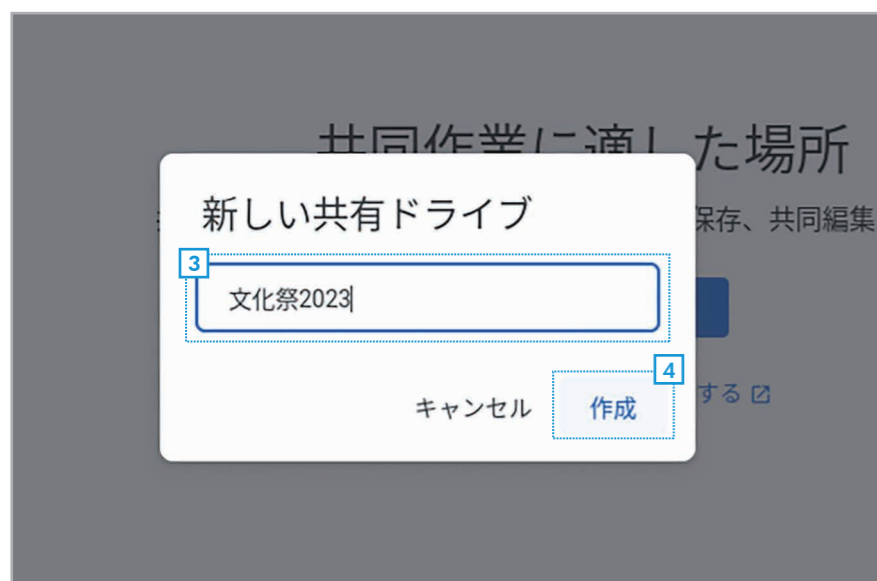 共同作業に適した場所
新しい共有ドライブ
保存、共同編集
3
文化祭2023
4
キャンセル
作成
する